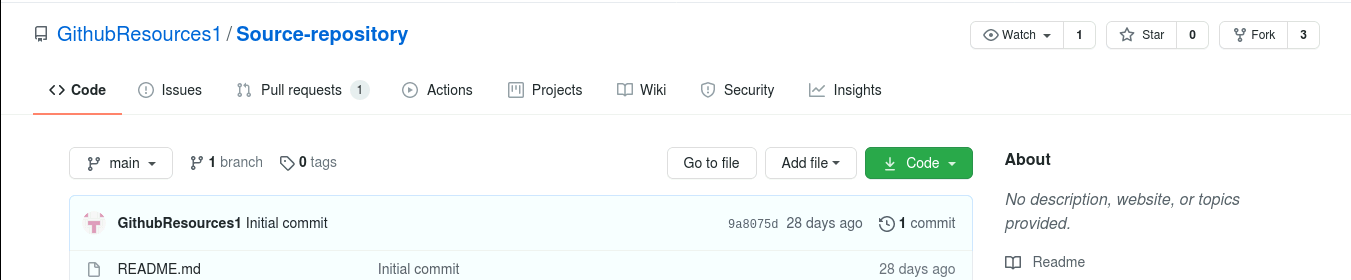 GithubResources1 / Source-repository
Watch 1 Star 0 Fork 3
Code Issues Pull requests 1 Actions Projects Wiki Security Insights
main 1 branch 0 tags Go to file Add file Code
About
No description, website, or topics
provided.
GithubResources1 Initial commit 9a8075d 28 days ago 1 commit
README.md Initial commit 28 days ago
Readme